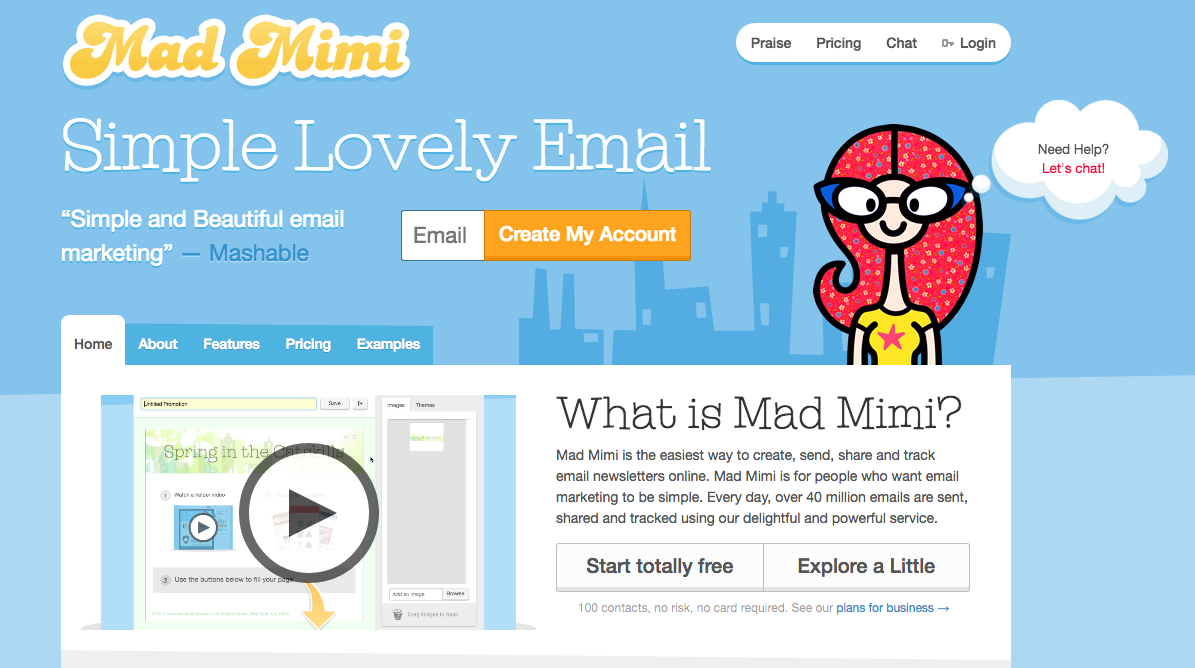 Mad Mimi
Praise Pricing Chat Login
Simple Lovely Email
Need Help?
Let's chat!
“Simple and Beautiful email
marketing” — Mashable
Email
Create My Account
Home About Features Pricing Examples
Untitled Promotion
Save
Images Themes
Spring in the Catskills
1 Watch a helper video
3 Use the buttons below to fill your page
Add an image
Browse
Drag images to trash
What is Mad Mimi?
Mad Mimi is the easiest way to create, send, share and track
email newsletters online. Mad Mimi is for people who want email
marketing to be simple. Every day, over 40 million emails are sent,
shared and tracked using our delightful and powerful service.
Start totally free
Explore a Little
100 contacts, no risk, no card required. See our plans for business →